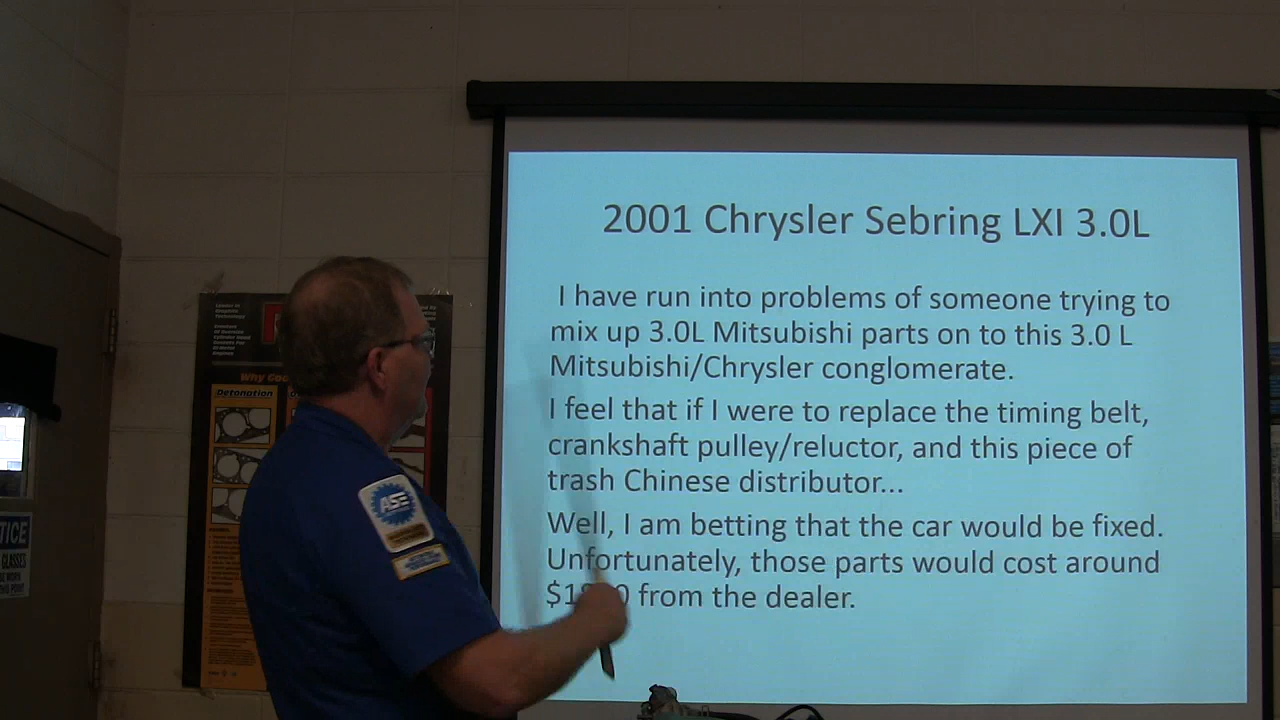 2001 Chrysler Sebring LXI 3.0L
I have run into problems of someone trying to
mix up 3.0L Mitsubishi parts on to this 3.0 L
Mitsubishi/Chrysler conglomerate.
I feel that if I were to replace the timing belt,
crankshaft pulley/reluctor, and this piece of
trash Chinese distributor...
Well, I am betting that the car would be fixed.
Unfortunately, those parts would cost around
from the dealer.
Why
Detonation
ASE
TICE
GLASSES